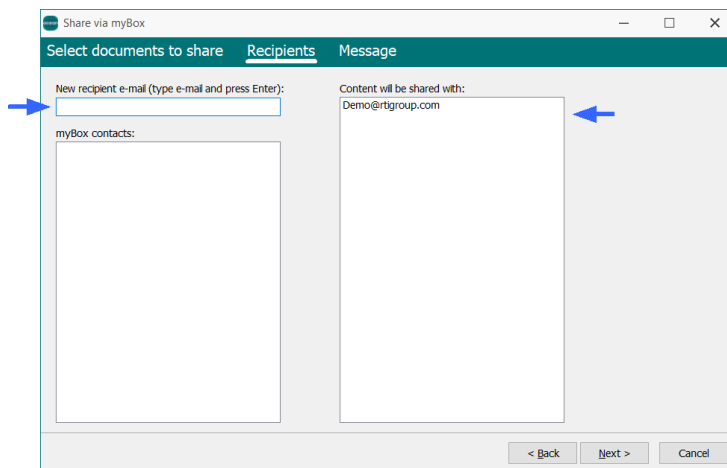 Share via myBox
Select documents to share Recipients Message
New recipient e-mail (type e-mail and press Enter):
myBox contacts:
Content will be shared with:
Demo@rtigroup.com
< Back Next > Cancel